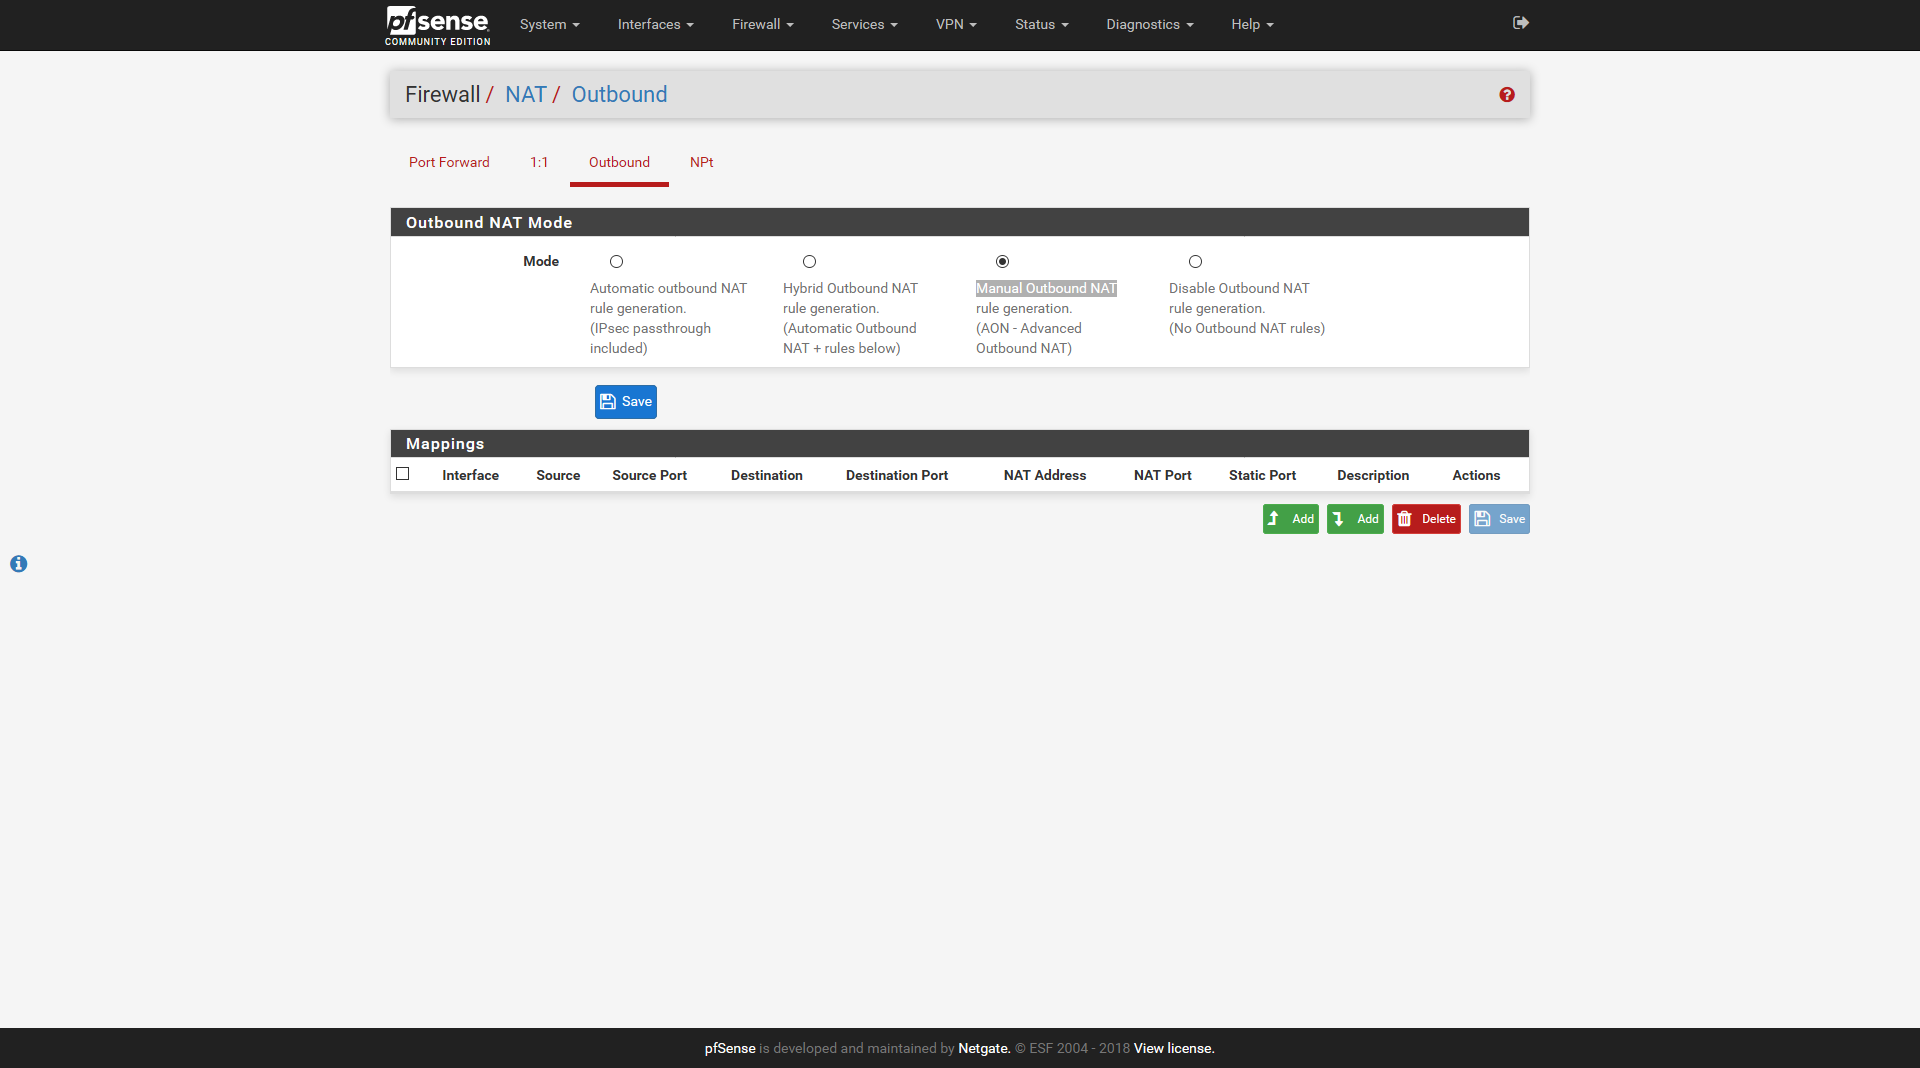 pfsense System Interfaces Firewall Services VPN Status Diagnostics Help
COMMUNITY EDITION
Firewall / NAT / Outbound
Port Forward 1:1 Outbound NPt
Outbound NAT Mode
Mode
Automatic outbound NAT
rule generation.
(IPsec passthrough
included)
Hybrid Outbound NAT
rule generation.
(Automatic Outbound
NAT + rules below)
Manual Outbound NAT
rule generation.
(AON - Advanced
Outbound NAT)
Disable Outbound NAT
rule generation.
(No Outbound NAT rules)
Save
Mappings
Interface Source Source Port Destination Destination Port NAT Address NAT Port Static Port Description Actions
Add Add Delete Save
pfSense is developed and maintained by Netgate. © ESF 2004 - 2018 View license.